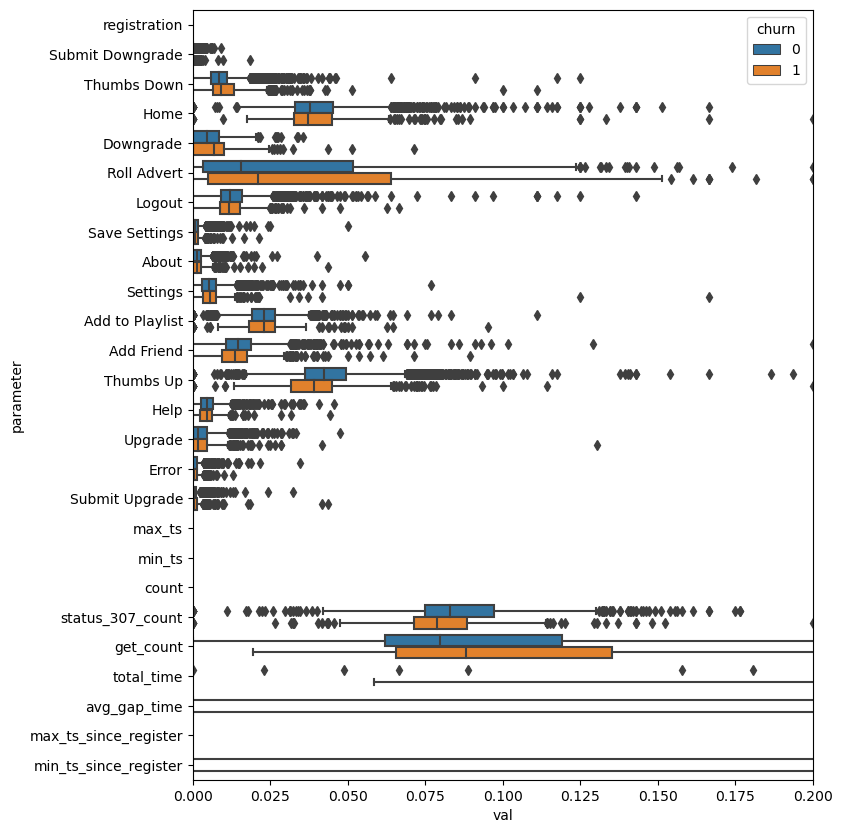 churn
0
1
registration
Submit Downgrade
Thumbs Down
Home
Downgrade
Roll Advert
Logout
Save Settings
About
Settings
Add to Playlist
Add Friend
Thumbs Up
Help
Upgrade
Error
Submit Upgrade
max_ts
min_ts
count
status_307_count
get_count
total_time
avg_gap_time
max_ts_since_register
min_ts_since_register
parameter
0.000 0.025 0.050 0.075 0.100 0.125 0.150 0.175 0.200
val